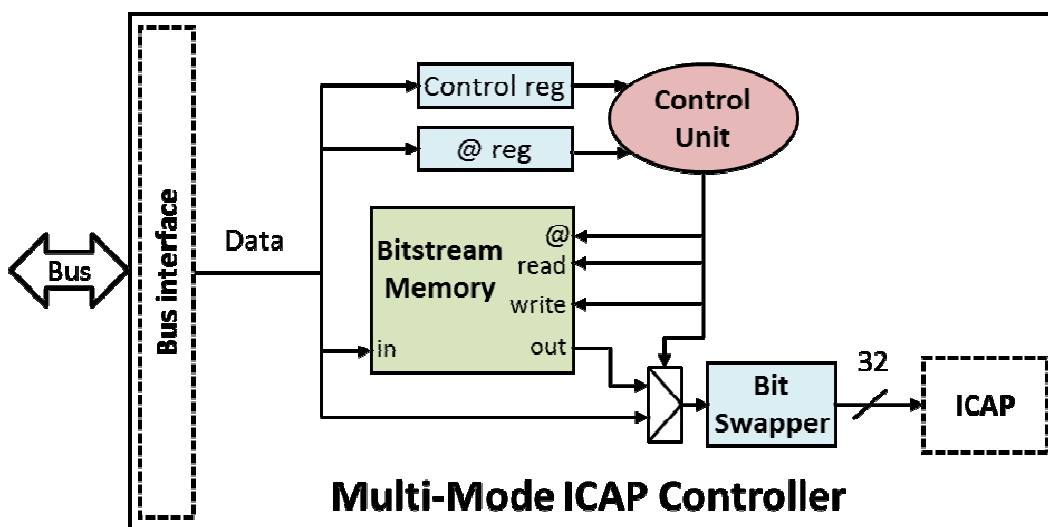 Control reg
Control
Unit
@ reg
Bus interface
Data
Bus
Bitstream
Memory
@
read
write
in
out
32
Bit
Swapper
ICAP
Multi-Mode ICAP Controller